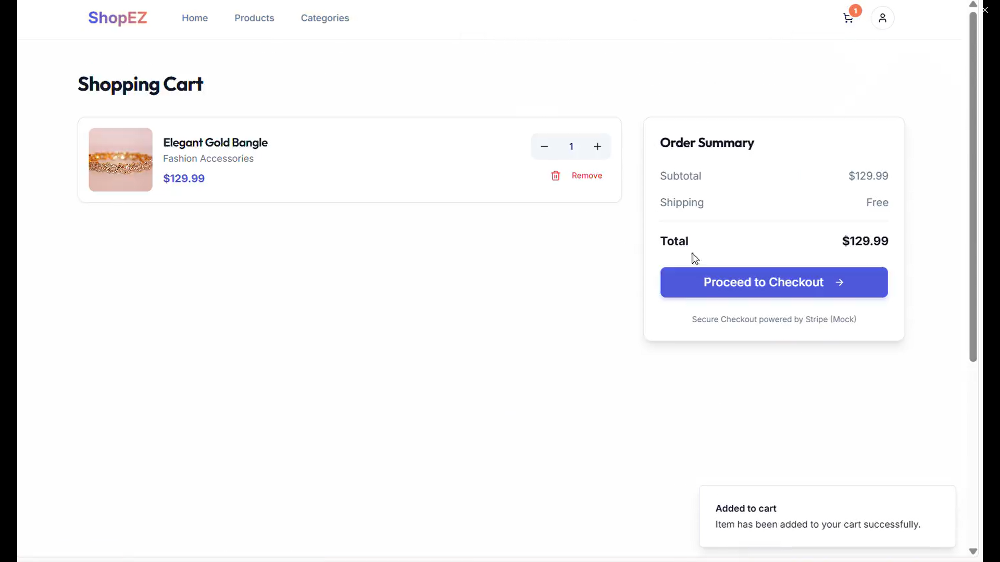 ShopEZ
Home
Products
Categories
1
Shopping Cart
Elegant Gold Bangle
Fashion Accessories
$129.99
1
Remove
Order Summary
Subtotal $129.99
Shipping Free
Total $129.99
Proceed to Checkout
Secure Checkout powered by Stripe (Mock)
Added to cart
Item has been added to your cart successfully.